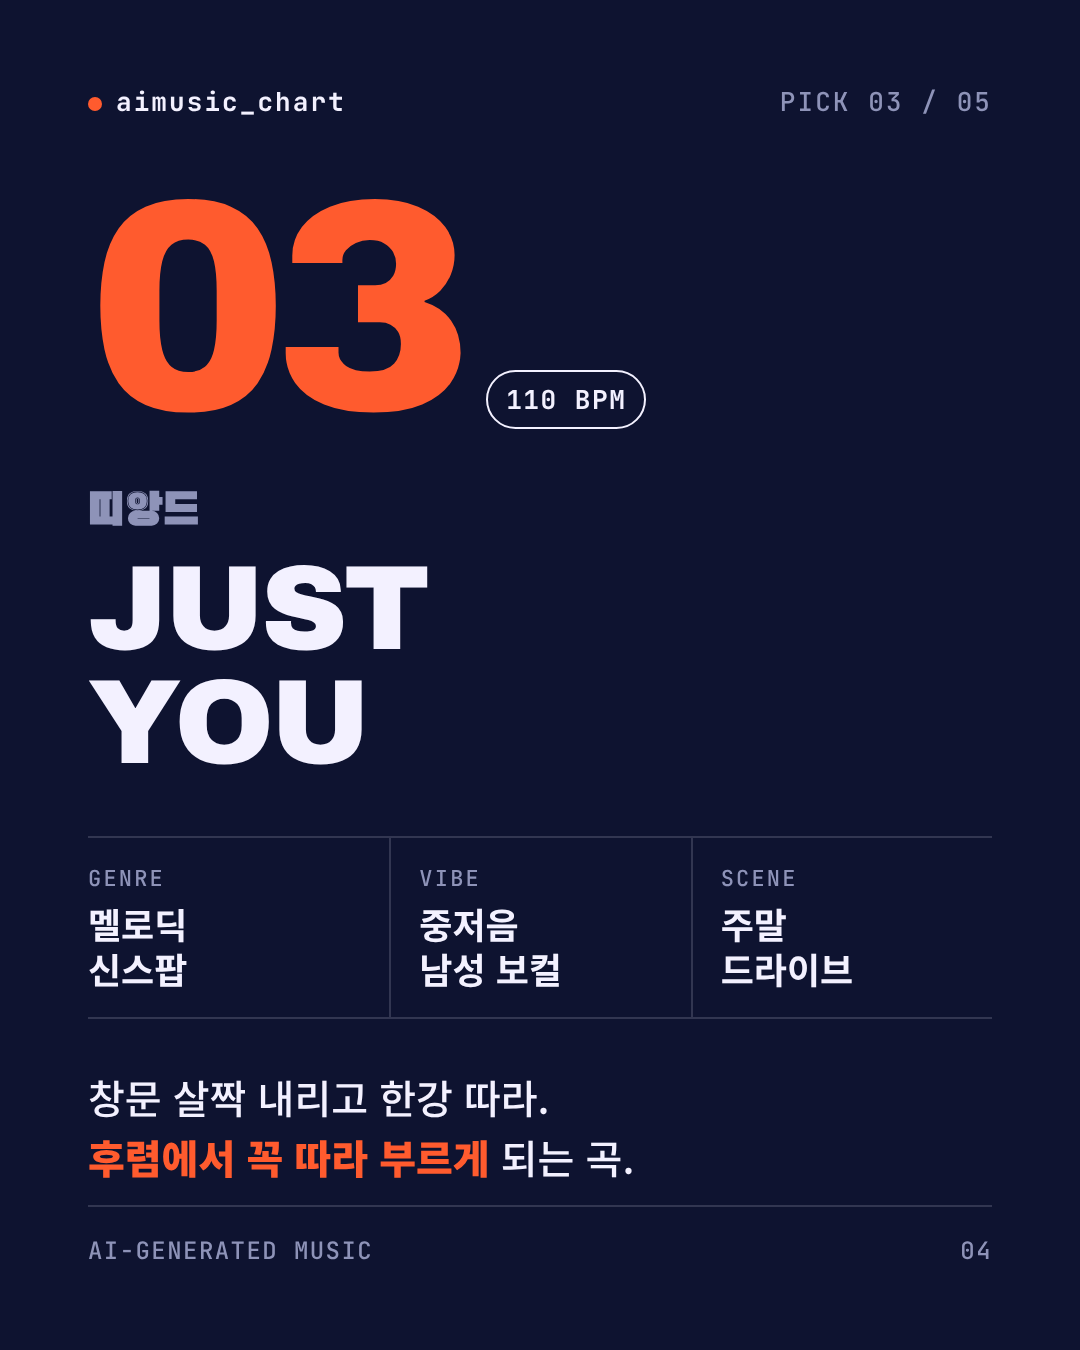 aimusic_chart
PICK 03 / 05
03
110 BPM
띠앙드
JUST
YOU
GENRE
멜로딕
신스팝
VIBE
중저음
남성 보컬
SCENE
주말
드라이브
창문 살짝 내리고 한강 따라.
후렴에서 꼭 따라 부르게 되는 곡.
AI-GENERATED MUSIC
04